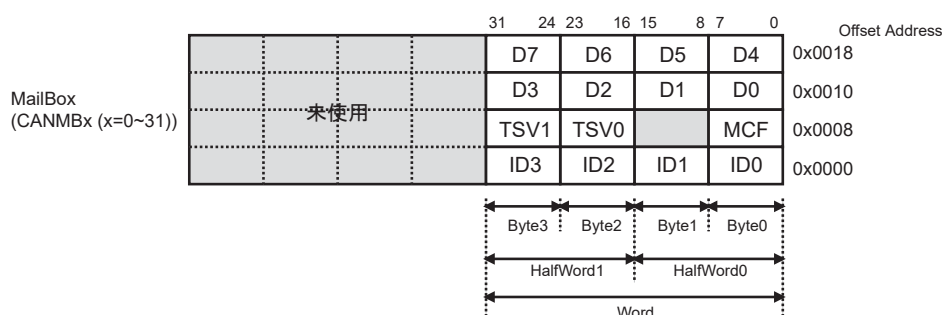 31 24 23 16 15 8 7 0
Offset Address
D7 D6 D5 D4 0x0018
D3 D2 D1 D0 0x0010
MailBox
(CANMBx (x=0~31))
未使用
TSV1 TSV0 MCF 0x0008
ID3 ID2 ID1 ID0 0x0000
Byte3 Byte2 Byte1 Byte0
HalfWord1 HalfWord0
Word